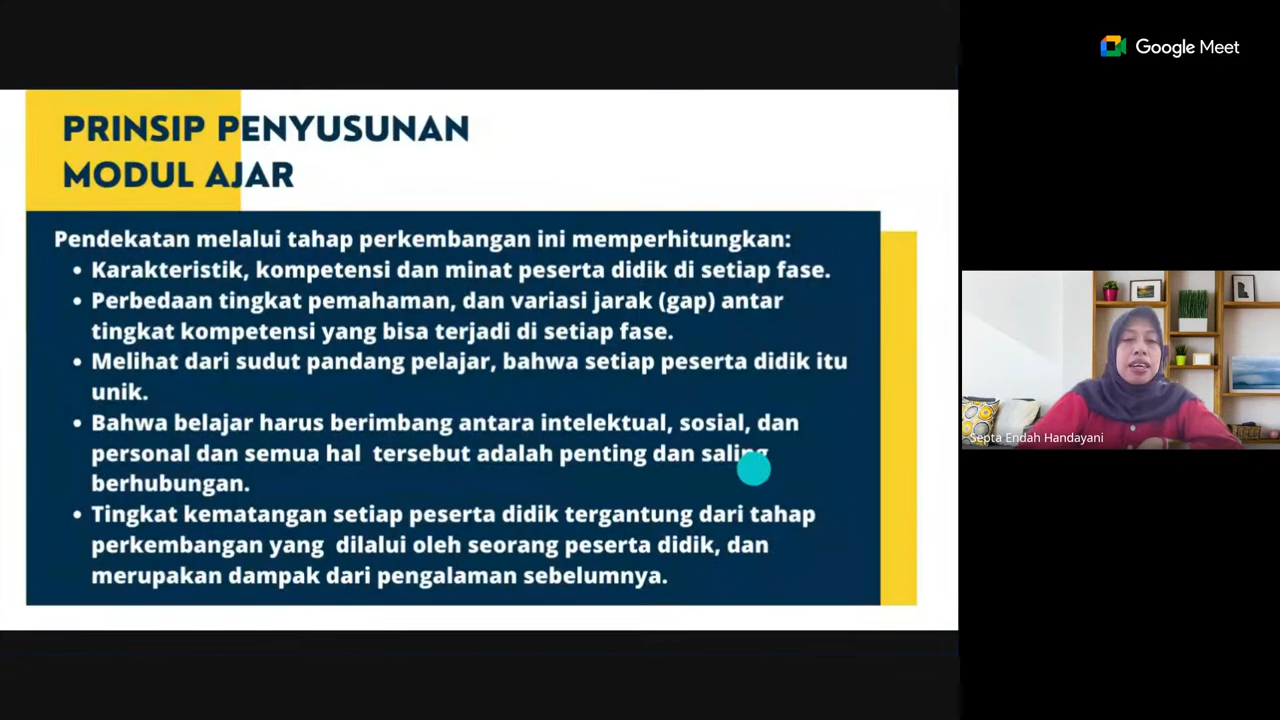 Google Meet
PRINSIP PENYUSUNAN
MODUL AJAR
Pendekatan melalui tahap perkembangan ini memperhitungkan:
• Karakteristik, kompetensi dan minat peserta didik di setiap fase.
• Perbedaan tingkat pemahaman, dan variasi jarak (gap) antar
tingkat kompetensi yang bisa terjadi di setiap fase.
• Melihat dari sudut pandang pelajar, bahwa setiap peserta didik itu
unik.
• Bahwa belajar harus berimbang antara intelektual, sosial, dan
personal dan semua hal tersebut adalah penting dan saling
berhubungan.
• Tingkat kematangan setiap peserta didik tergantung dari tahap
perkembangan yang dilalui oleh seorang peserta didik, dan
merupakan dampak dari pengalaman sebelumnya.
Septa Endah Handayani